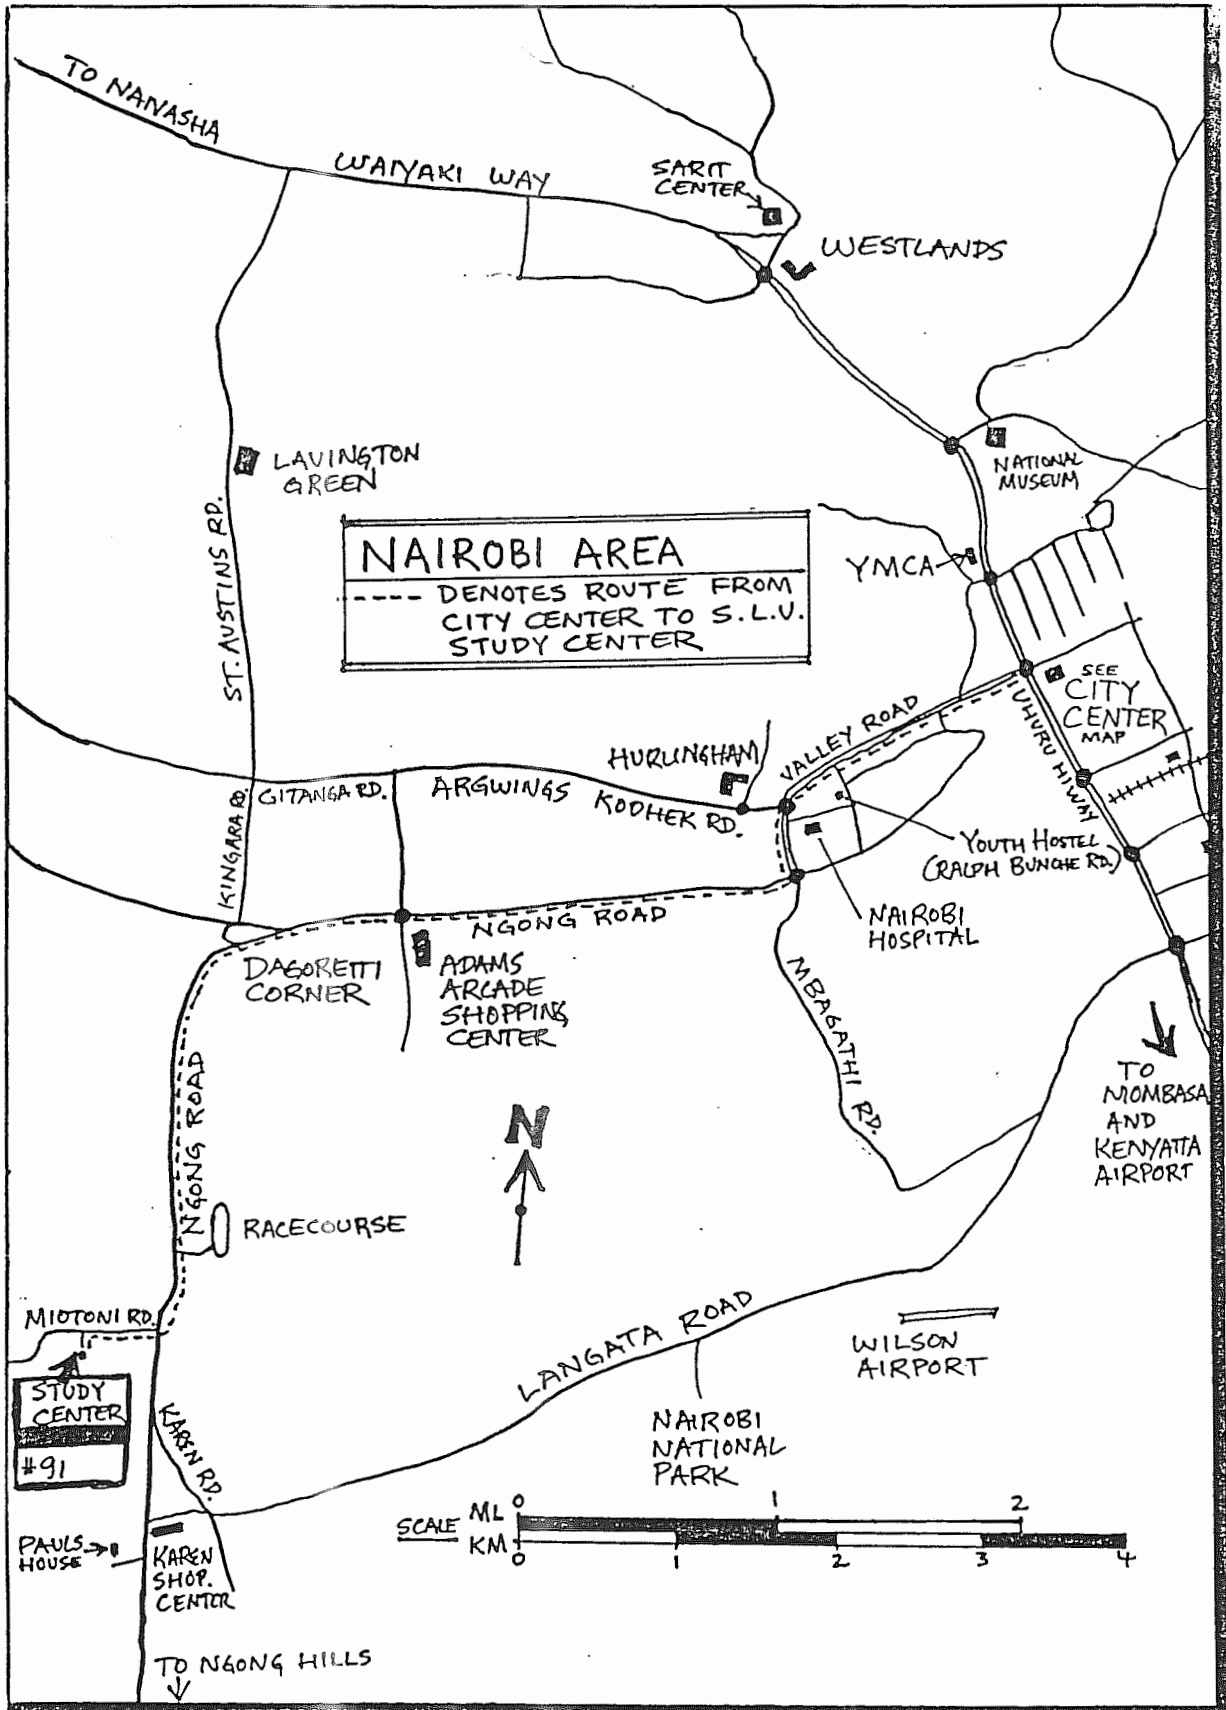 TO NANASHA
WAIYAKI WAY
SARIT
CENTER
WESTLANDS
LAVINGTON
GREEN
NATIONAL
MUSEUM
ST. AUSTINS RD.
NAIROBI AREA
---- DENOTES ROUTE FROM
CITY CENTER TO S.L.U.
STUDY CENTER
YMCA
SEE
CITY
CENTER
MAP
UHURU HIWAY
VALLEY ROAD
HURLINGHAM
KINGARA RD.
GITANGA RD.
ARGWINGS
KODHEK RD.
YOUTH HOSTEL
(RALPH BUNCHE RD.)
NAIROBI
HOSPITAL
NGONG ROAD
DAGORETTI
CORNER
ADAMS
ARCADE
SHOPPING
CENTER
MBAGATHI RD.
TO
MOMBASA
AND
KENYATTA
AIRPORT
NGONG ROAD
N
RACECOURSE
MIOTONI RD.
LANGATA ROAD
WILSON
AIRPORT
STUDY
CENTER
#91
KAREN RD.
NAIROBI
NATIONAL
PARK
SCALE
ML 0 1 2
KM 0 1 2 3 4
PAULS
HOUSE
KAREN
SHOP.
CENTER
TO NGONG HILLS